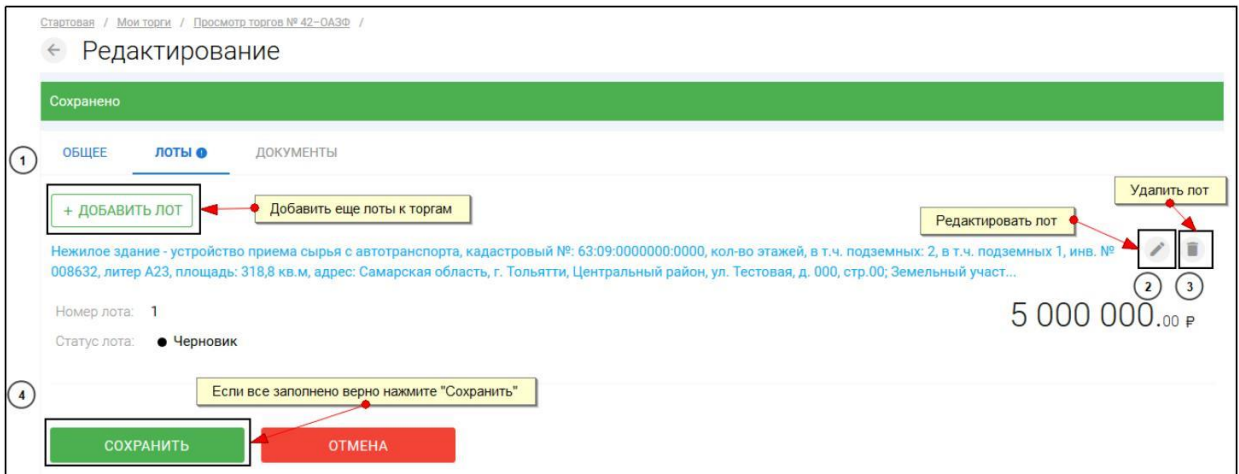 Стартовая / Мои торги / Просмотр торгов № 42-ОАЗФ /
← Редактирование
Сохранено
1
ОБЩЕЕ ЛОТЫ ДОКУМЕНТЫ
Удалить лот
+ ДОБАВИТЬ ЛОТ
Добавить еще лоты к торгам
Редактировать лот
Нежилое здание - устройство приема сырья с автотранспорта, кадастровый №: 63:09:0000000:0000, кол-во этажей, в т.ч. подземных: 2, в т.ч. подземных 1, инв. №
008632, литер А23, площадь: 318,8 кв.м, адрес: Самарская область, г. Тольятти, Центральный район, ул. Тестовая, д. 000, стр.00; Земельный участ...
2 3
Номер лота: 1
5 000 000.00 ₽
Статус лота: ● Черновик
4
Если все заполнено верно нажмите "Сохранить"
СОХРАНИТЬ ОТМЕНА